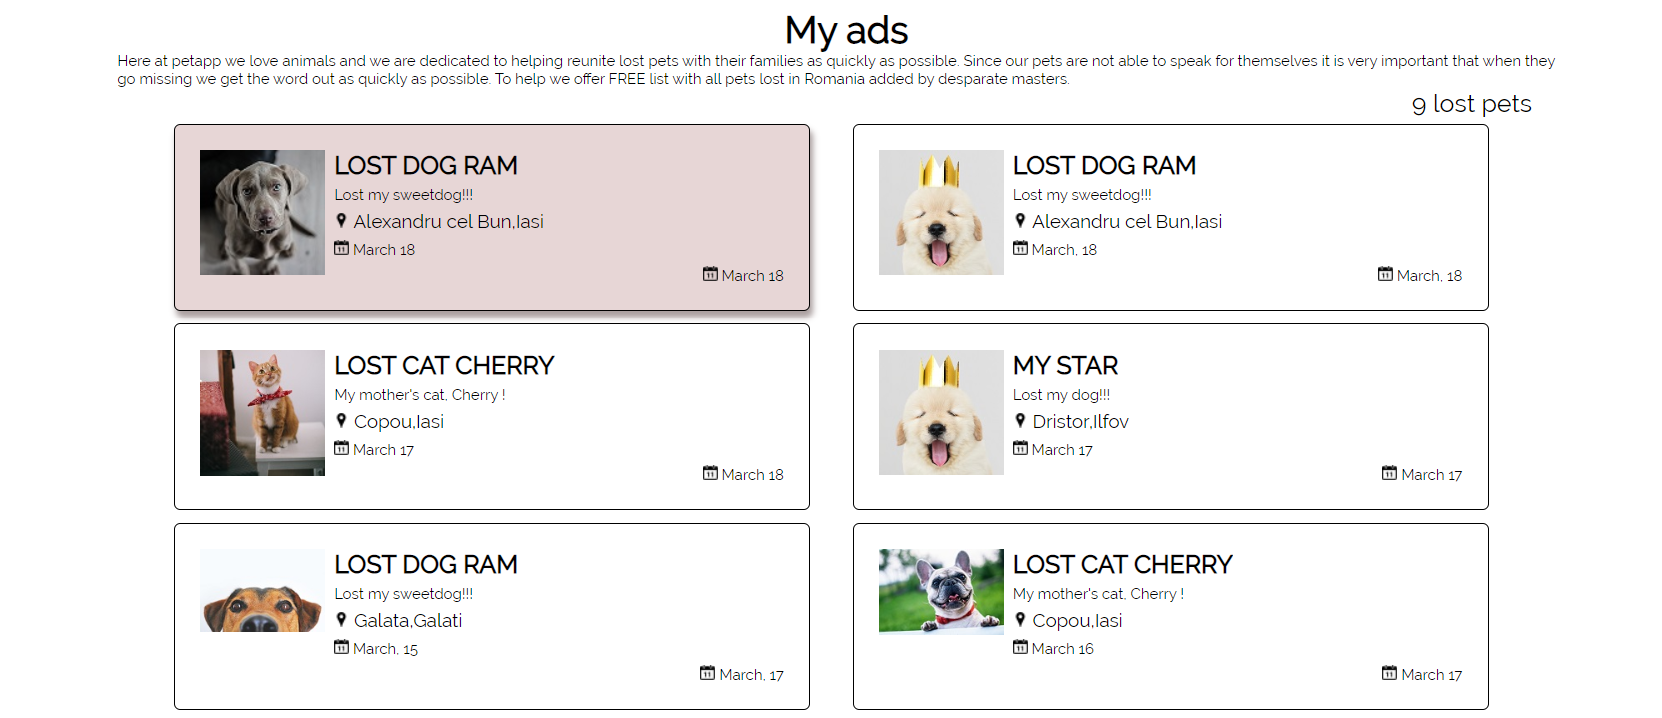 My ads
Here at petapp we love animals and we are dedicated to helping reunite lost pets with their families as quickly as possible. Since our pets are not able to speak for themselves it is very important that when they
go missing we get the word out as quickly as possible. To help we offer FREE list with all pets lost in Romania added by desparate masters.
9 lost pets
LOST DOG RAM
Lost my sweetdog!!!
Alexandru cel Bun,Iasi
March 18
March 18
LOST DOG RAM
Lost my sweetdog!!!
Alexandru cel Bun,Iasi
March, 18
March, 18
LOST CAT CHERRY
My mother's cat, Cherry !
Copou,Iasi
March 17
March 18
MY STAR
Lost my dog!!!
Dristor,Ilfov
March 17
March 17
LOST DOG RAM
Lost my sweetdog!!!
Galata,Galati
March, 15
March, 17
LOST CAT CHERRY
My mother's cat, Cherry !
Copou,Iasi
March 16
March 17